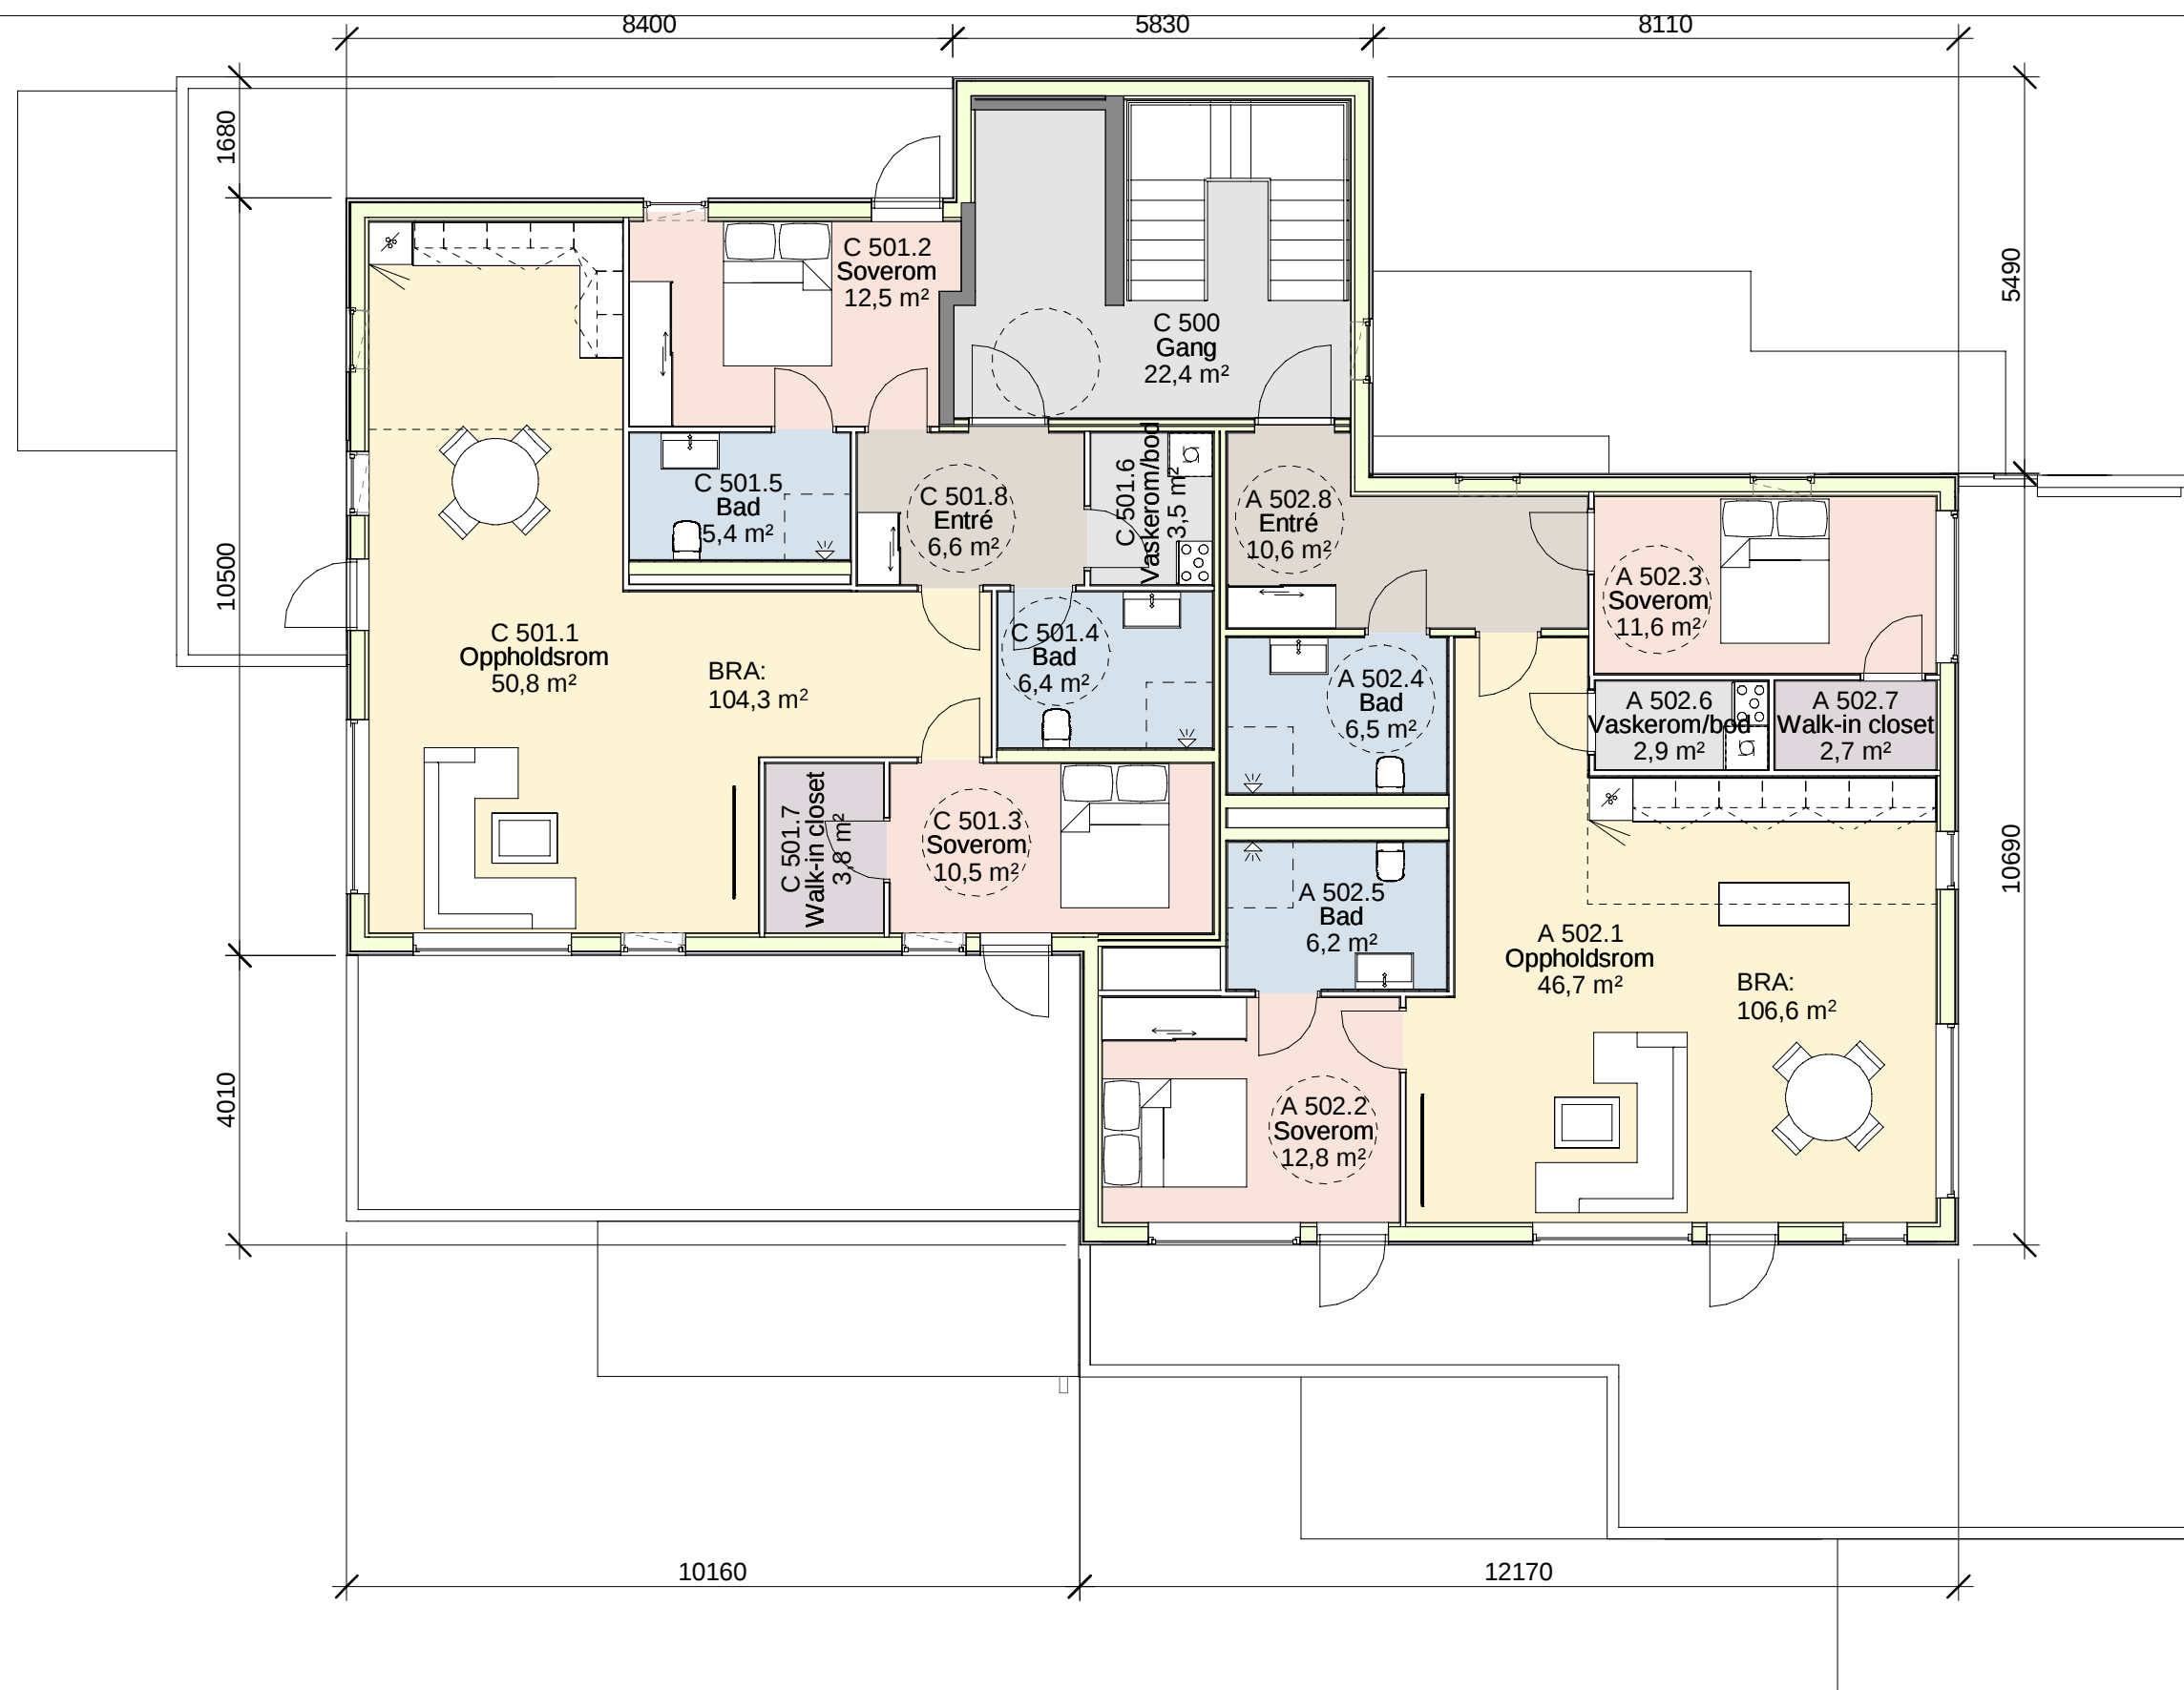 8400
5830
8110
1680
10500
4010
5490
10690
C 501.2
Soverom
12,5 m²
C 500
Gang
22,4 m²
C 501.5
Bad
5,4 m²
C 501.8
Entré
6,6 m²
C 501.6
Vaskerom/bod
3,5 m²
A 502.8
Entré
10,6 m²
A 502.3
Soverom
11,6 m²
C 501.1
Oppholdsrom
50,8 m²
BRA:
104,3 m²
C 501.4
Bad
6,4 m²
A 502.4
Bad
6,5 m²
A 502.6
Vaskerom/bod
2,9 m²
A 502.7
Walk-in closet
2,7 m²
C 501.7
Walk-in closet
3,8 m²
C 501.3
Soverom
10,5 m²
A 502.5
Bad
6,2 m²
A 502.1
Oppholdsrom
46,7 m²
BRA:
106,6 m²
A 502.2
Soverom
12,8 m²
10160
12170